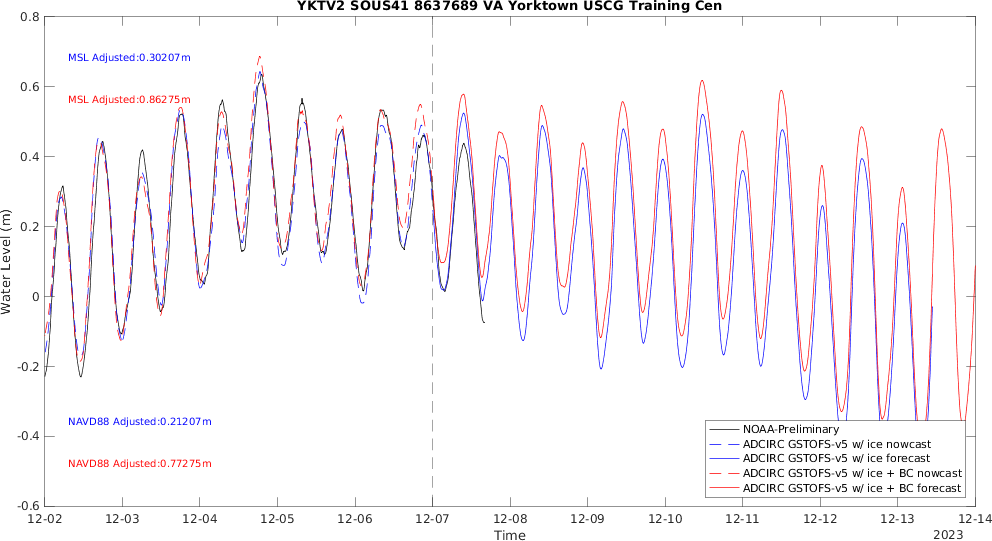 YKTV2 SOUS41 8637689 VA Yorktown USCG Training Cen
0.8
0.6
0.4
0.2
0
-0.2
-0.4
-0.6
Water Level (m)
MSL Adjusted:0.30207m
MSL Adjusted:0.86275m
NAVD88 Adjusted:0.21207m
NAVD88 Adjusted:0.77275m
NOAA-Preliminary
ADCIRC GSTOFS-v5 w/ ice nowcast
ADCIRC GSTOFS-v5 w/ ice forecast
ADCIRC GSTOFS-v5 w/ ice + BC nowcast
ADCIRC GSTOFS-v5 w/ ice + BC forecast
12-02 12-03 12-04 12-05 12-06 12-07 12-08 12-09 12-10 12-11 12-12 12-13 12-14
Time
2023